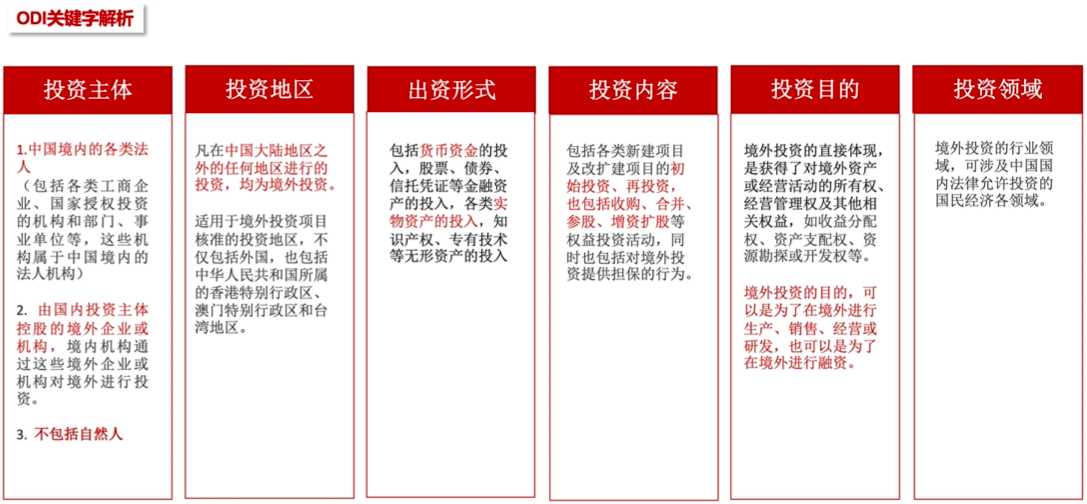 ODI关键字解析
投资主体
1.中国境内的各类法
人
（包括各类工商企
业、国家授权投资
的机构和部门、事
业单位等，这些机
构属于中国境内的
法人机构）
2. 由国内投资主体
控股的境外企业或
机构，境内机构通
过这些境外企业或
机构对境外进行投
资。
3. 不包括自然人
投资地区
凡在中国大陆地区之
外的任何地区进行的
投资，均为境外投资。
适用于境外投资项目
核准的投资地区，不
仅包括外国，也包括
中华人民共和国所属
的香港特别行政区、
澳门特别行政区和台
湾地区。
出资形式
包括货币资金的投
入，股票、债券、
信托凭证等金融资
产的投入，各类实
物资产的投入，知
识产权、专有技术
等无形资产的投入
投资内容
包括各类新建项目
及改扩建项目的初
始投资、再投资，
也包括收购、合并、
参股、增资扩股等
权益投资活动，同
时也包括对境外投
资提供担保的行为。
投资目的
境外投资的直接体现，
是获得了对境外资产
或经营活动的所有权、
经营管理权及其他相
关权益，如收益分配
权、资产支配权、资
源勘探或开发权等。
境外投资的目的，可
以是为了在境外进行
生产、销售、经营或
研发，也可以是为了
在境外进行融资。
投资领域
境外投资的行业领
域，可涉及中国国
内法律允许投资的
国民经济各领域。